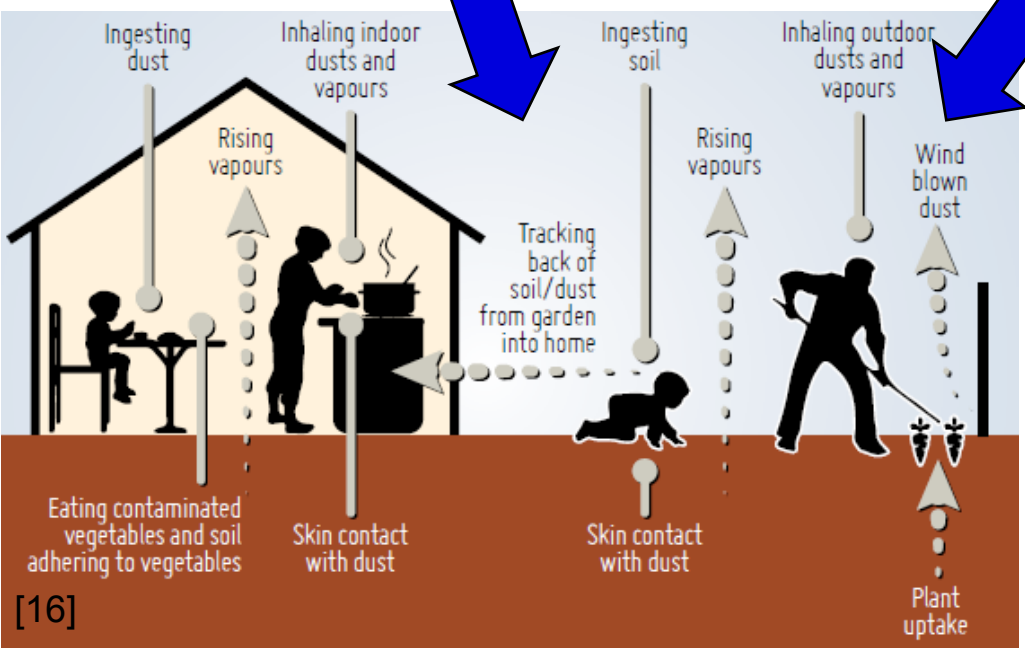 Ingesting
dust
Inhaling indoor
dusts and
vapours
Ingesting
soil
Inhaling outdoor
dusts and
vapours
Rising
vapours
Rising
vapours
Wind
blown
dust
Tracking
back of
soil/dust
from garden
into home
Eating contaminated
vegetables and soil
adhering to vegetables
Skin contact
with dust
Skin contact
with dust
Plant
uptake
[16]